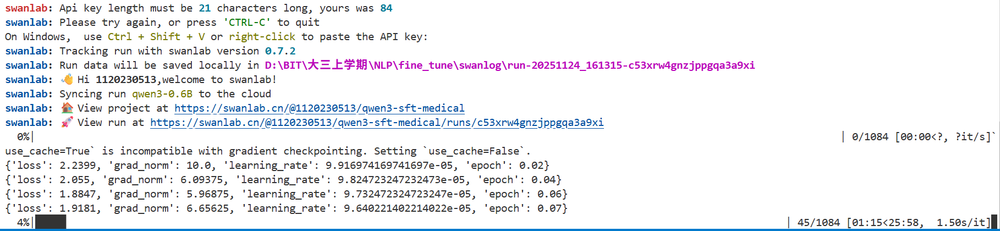 swanlab: Api key length must be 21 characters long, yours was 84
swanlab: Please try again, or press 'CTRL-C' to quit
On Windows,  use Ctrl + Shift + V or right-click to paste the API key:
swanlab: Tracking run with swanlab version 0.7.2
swanlab: Run data will be saved locally in D:\BIT\大三上学期\NLP\fine_tune\swanlog\run-20251124_161315-c53xrw4gnzjppgqa3a9xi
swanlab: 👋 Hi 1120230513,welcome to swanlab!
swanlab: Syncing run qwen3-0.6B to the cloud
swanlab: 🏠 View project at https://swanlab.cn/@1120230513/qwen3-sft-medical
swanlab: 🚀 View run at https://swanlab.cn/@1120230513/qwen3-sft-medical/runs/c53xrw4gnzjppgqa3a9xi
0%| | 0/1084 [00:00<?, ?it/s]`
use_cache=True` is incompatible with gradient checkpointing. Setting `use_cache=False`.
{'loss': 2.2399, 'grad_norm': 10.0, 'learning_rate': 9.916974169741697e-05, 'epoch': 0.02}
{'loss': 2.055, 'grad_norm': 6.09375, 'learning_rate': 9.824723247232473e-05, 'epoch': 0.04}
{'loss': 1.8847, 'grad_norm': 5.96875, 'learning_rate': 9.732472324723247e-05, 'epoch': 0.06}
{'loss': 1.9181, 'grad_norm': 6.65625, 'learning_rate': 9.640221402214022e-05, 'epoch': 0.07}
4%| | 45/1084 [01:15<25:58,  1.50s/it]